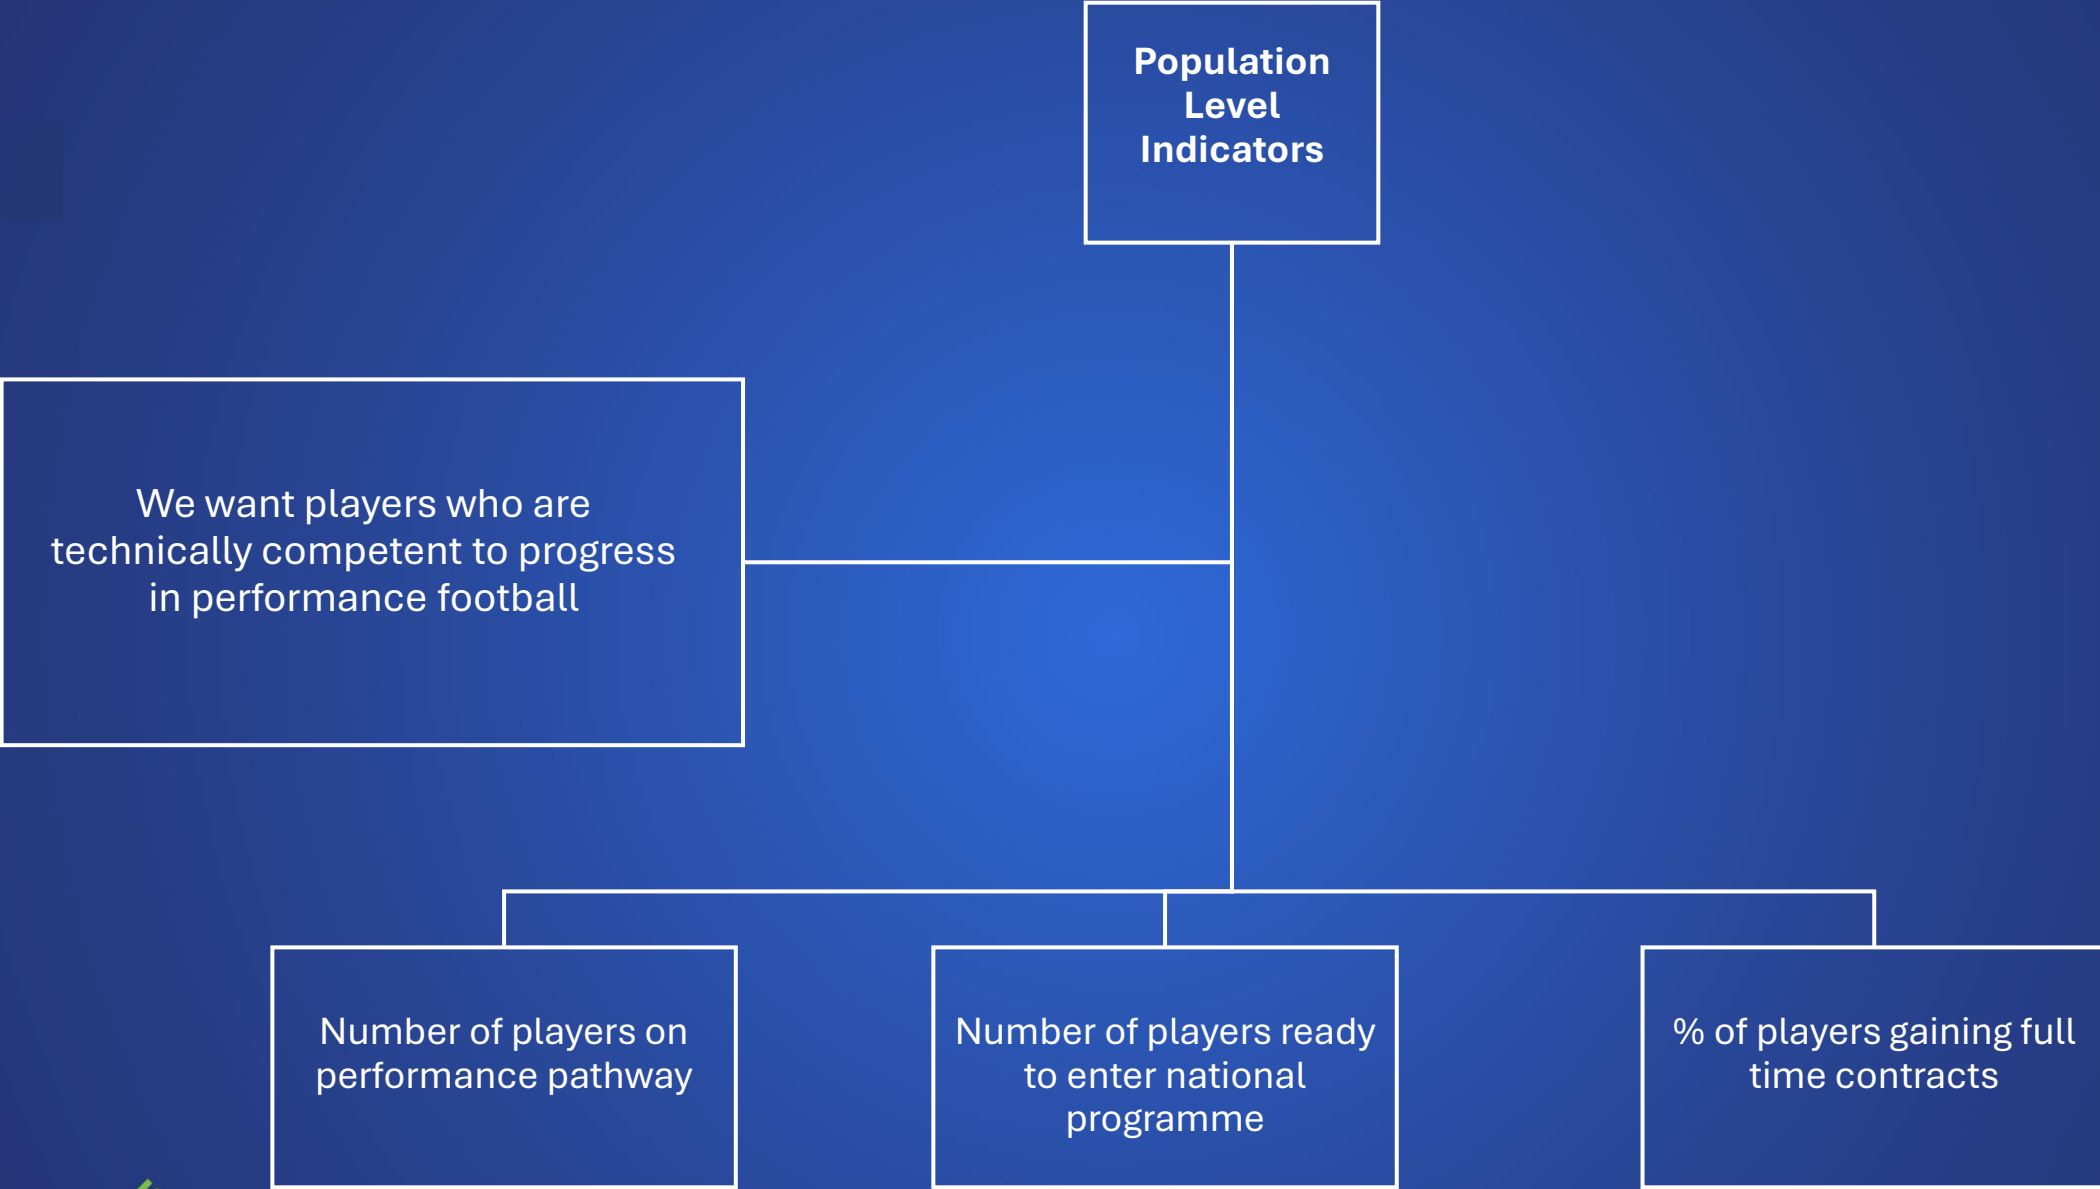 Population
Level
Indicators
We want players who are
technically competent to progress
in performance football
Number of players on
performance pathway
Number of players ready
to enter national
programme
% of players gaining full
time contracts